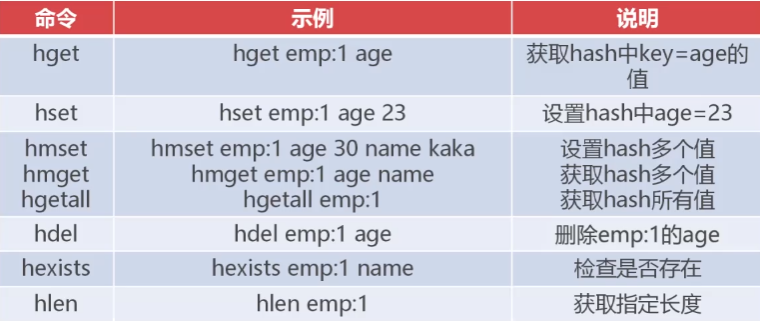 命令 示例 说明
hget hget emp:1 age 获取hash中key=age的
值
hset hset emp:1 age 23 设置hash中age=23
hmset hmset emp:1 age 30 name kaka 设置hash多个值
hmget hmget emp:1 age name 获取hash多个值
hgetall hgetall emp:1 获取hash所有值
hdel hdel emp:1 age 删除emp:1的age
hexists hexists emp:1 name 检查是否存在
hlen hlen emp:1 获取指定长度